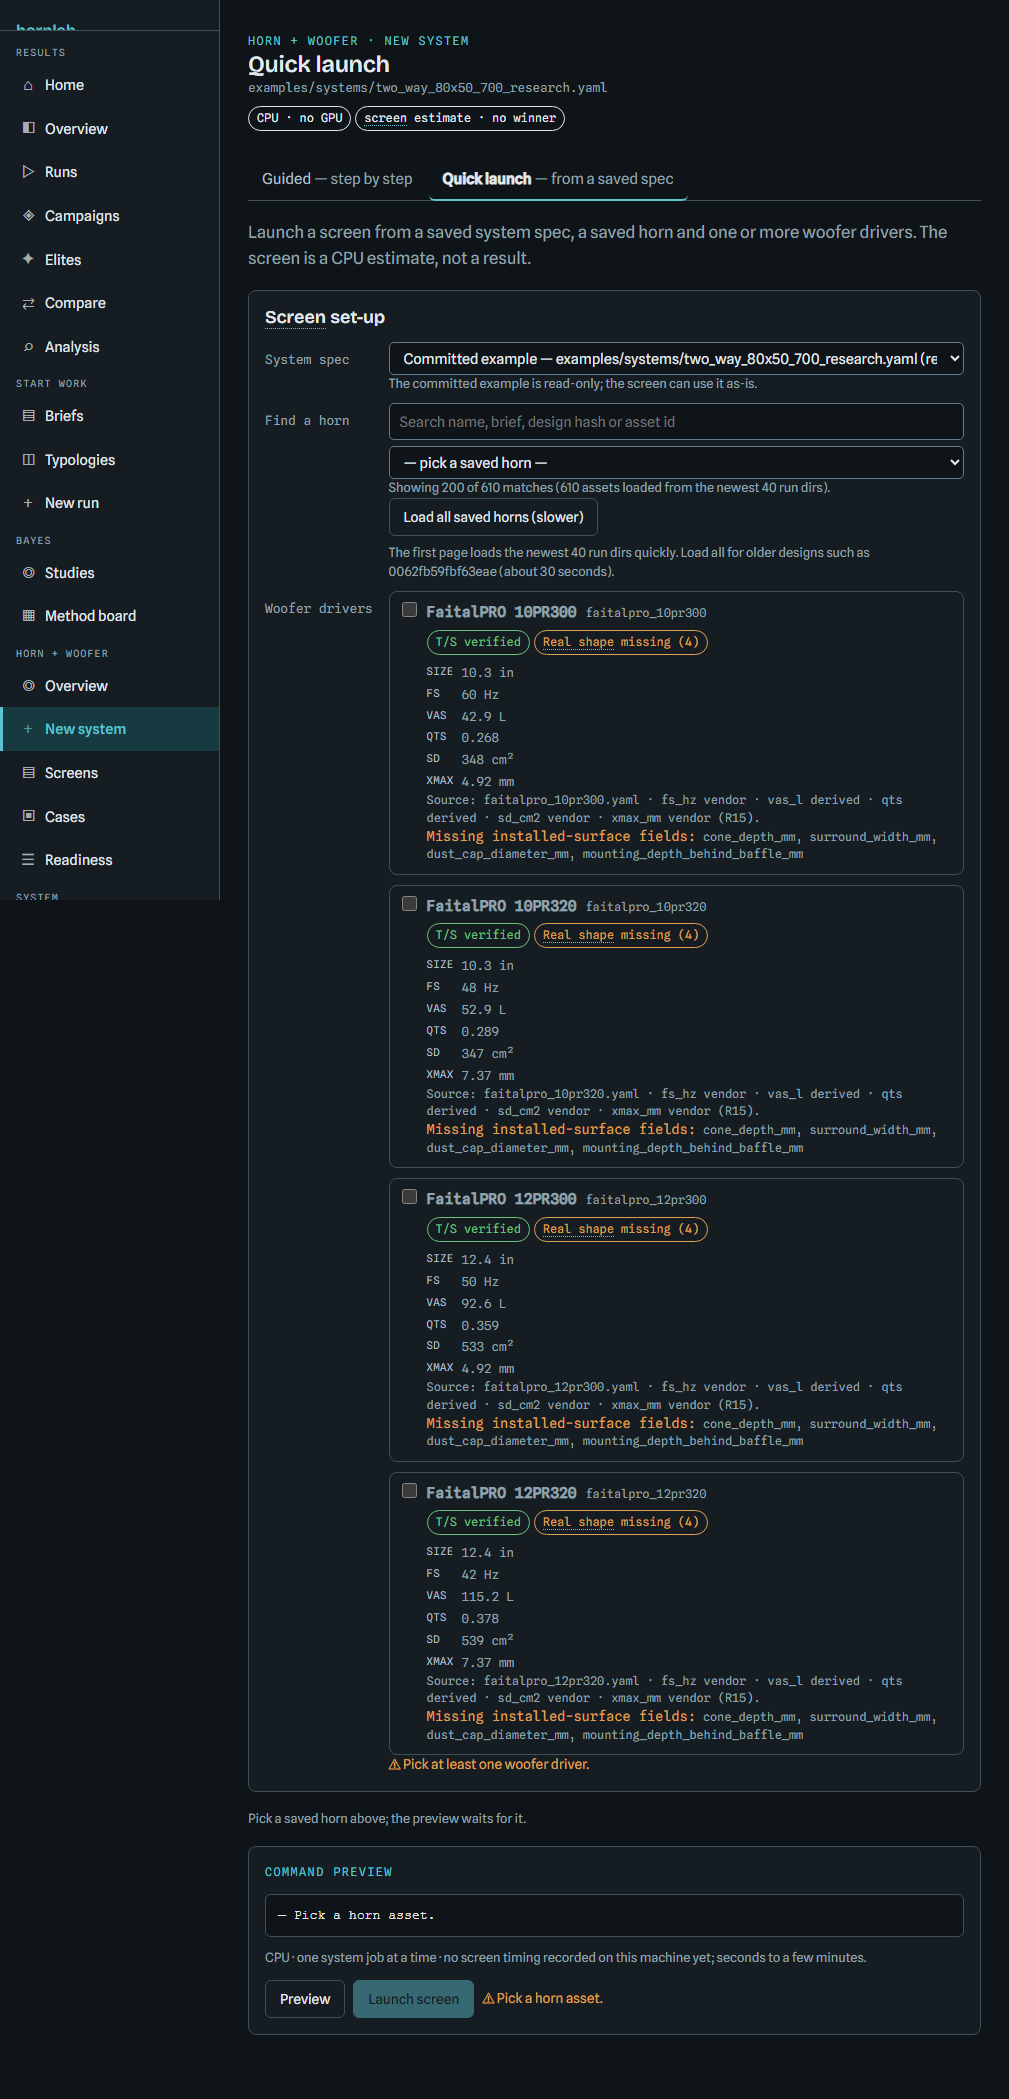 hornlab
RESULTS
Home
Overview
Runs
Campaigns
Elites
Compare
Analysis
START WORK
Briefs
Typologies
New run
BAYES
Studies
Method board
HORN + WOOFER
Overview
New system
Screens
Cases
Readiness
SYSTEM
HORN + WOOFER · NEW SYSTEM
Quick launch
examples/systems/two_way_80x50_700_research.yaml
CPU · no GPU
screen estimate · no winner
Guided — step by step
Quick launch — from a saved spec
Launch a screen from a saved system spec, a saved horn and one or more woofer drivers. The
screen is a CPU estimate, not a result.
Screen set-up
System spec
Committed example — examples/systems/two_way_80x50_700_research.yaml (re
The committed example is read-only; the screen can use it as-is.
Find a horn
Search name, brief, design hash or asset id
— pick a saved horn —
Showing 200 of 610 matches (610 assets loaded from the newest 40 run dirs).
Load all saved horns (slower)
The first page loads the newest 40 run dirs quickly. Load all for older designs such as
0062fb59fbf63eae (about 30 seconds).
Woofer drivers
FaitalPRO 10PR300 faitalpro_10pr300
T/S verified
Real shape missing (4)
SIZE 10.3 in
FS 60 Hz
VAS 42.9 L
QTS 0.268
SD 348 cm²
XMAX 4.92 mm
Source: faitalpro_10pr300.yaml · fs_hz vendor · vas_l derived · qts
derived · sd_cm2 vendor · xmax_mm vendor (R15).
Missing installed-surface fields: cone_depth_mm, surround_width_mm,
dust_cap_diameter_mm, mounting_depth_behind_baffle_mm
FaitalPRO 10PR320 faitalpro_10pr320
T/S verified
Real shape missing (4)
SIZE 10.3 in
FS 48 Hz
VAS 52.9 L
QTS 0.289
SD 347 cm²
XMAX 7.37 mm
Source: faitalpro_10pr320.yaml · fs_hz vendor · vas_l derived · qts
derived · sd_cm2 vendor · xmax_mm vendor (R15).
Missing installed-surface fields: cone_depth_mm, surround_width_mm,
dust_cap_diameter_mm, mounting_depth_behind_baffle_mm
FaitalPRO 12PR300 faitalpro_12pr300
T/S verified
Real shape missing (4)
SIZE 12.4 in
FS 50 Hz
VAS 92.6 L
QTS 0.359
SD 533 cm²
XMAX 4.92 mm
Source: faitalpro_12pr300.yaml · fs_hz vendor · vas_l derived · qts
derived · sd_cm2 vendor · xmax_mm vendor (R15).
Missing installed-surface fields: cone_depth_mm, surround_width_mm,
dust_cap_diameter_mm, mounting_depth_behind_baffle_mm
FaitalPRO 12PR320 faitalpro_12pr320
T/S verified
Real shape missing (4)
SIZE 12.4 in
FS 42 Hz
VAS 115.2 L
QTS 0.378
SD 539 cm²
XMAX 7.37 mm
Source: faitalpro_12pr320.yaml · fs_hz vendor · vas_l derived · qts
derived · sd_cm2 vendor · xmax_mm vendor (R15).
Missing installed-surface fields: cone_depth_mm, surround_width_mm,
dust_cap_diameter_mm, mounting_depth_behind_baffle_mm
⚠ Pick at least one woofer driver.
Pick a saved horn above; the preview waits for it.
COMMAND PREVIEW
— Pick a horn asset.
CPU · one system job at a time · no screen timing recorded on this machine yet; seconds to a few minutes.
Preview
Launch screen
⚠ Pick a horn asset.